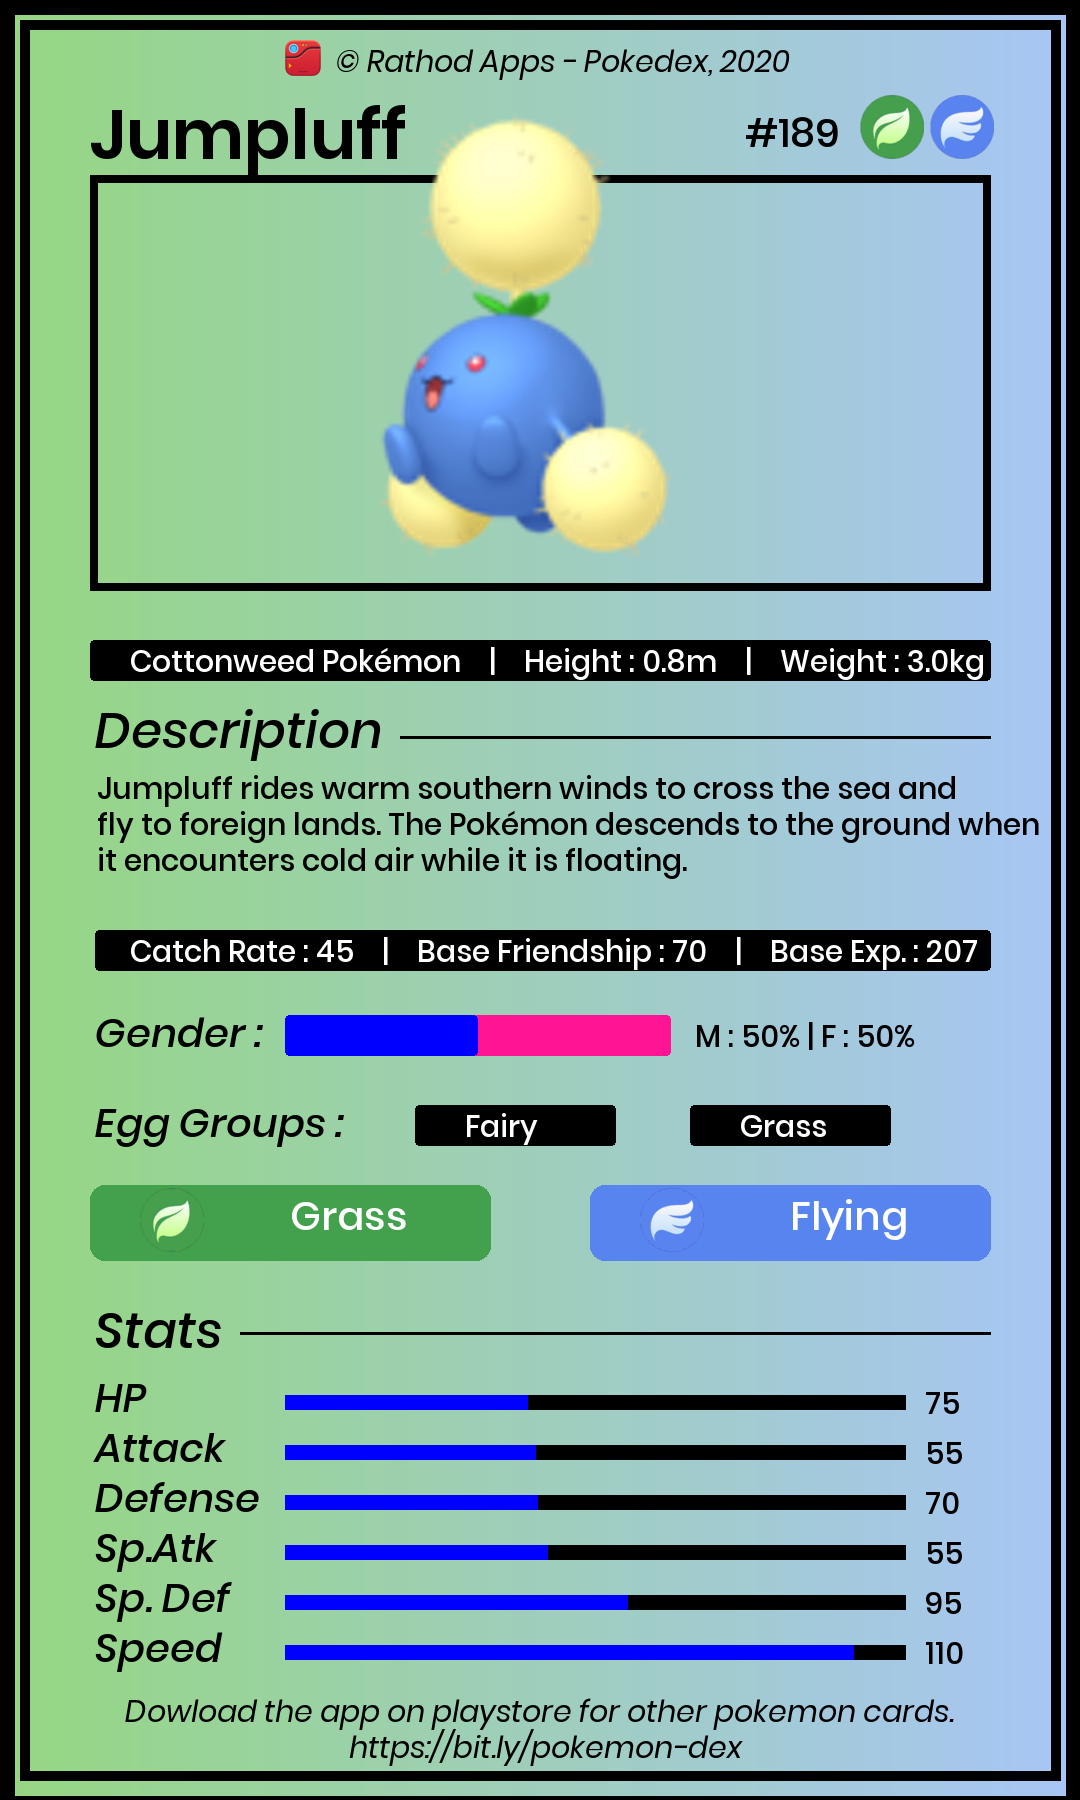 © Rathod Apps - Pokedex, 2020
Jumpluff #189
Cottonweed Pokémon | Height : 0.8m | Weight : 3.0kg
Description
Jumpluff rides warm southern winds to cross the sea and
fly to foreign lands. The Pokémon descends to the ground when
it encounters cold air while it is floating.
Catch Rate : 45 | Base Friendship : 70 | Base Exp. : 207
Gender : M : 50% | F : 50%
Egg Groups : Fairy Grass
Grass Flying
Stats
HP 75
Attack 55
Defense 70
Sp.Atk 55
Sp. Def 95
Speed 110
Dowload the app on playstore for other pokemon cards.
https://bit.ly/pokemon-dex